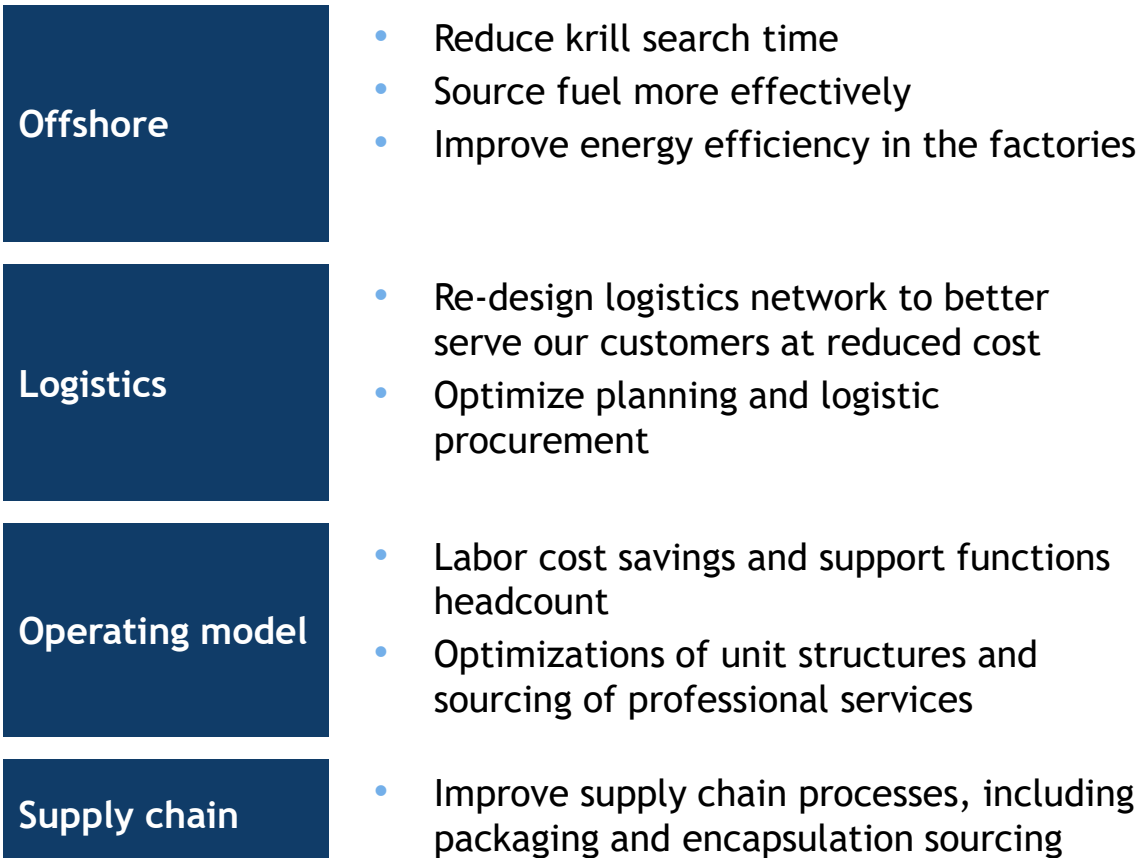 Offshore
• Reduce krill search time
• Source fuel more effectively
• Improve energy efficiency in the factories
Logistics
• Re-design logistics network to better
serve our customers at reduced cost
• Optimize planning and logistic
procurement
Operating model
• Labor cost savings and support functions
headcount
• Optimizations of unit structures and
sourcing of professional services
Supply chain
• Improve supply chain processes, including
packaging and encapsulation sourcing